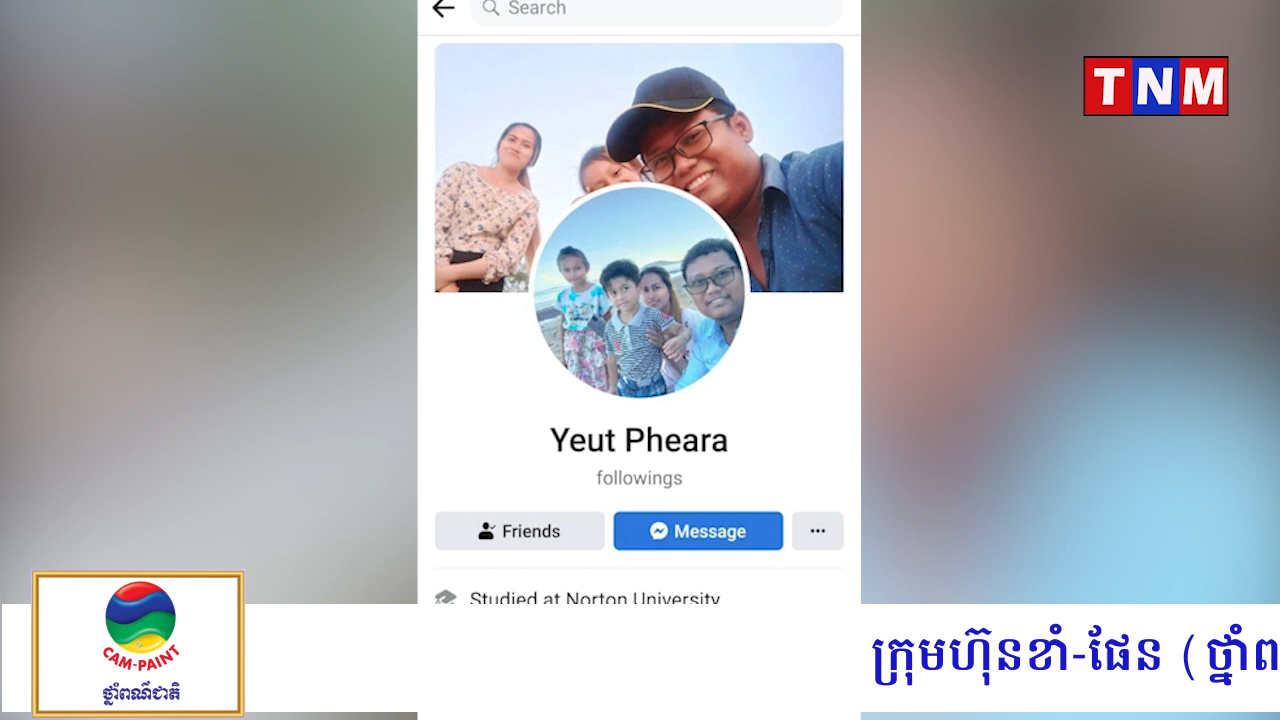 Search
TNM
Yeut Pheara
followings
Friends
Message
Studied at Norton University
CAM-PAINT
ថ្នាំពណ៌ជាតិ
ក្រុមហ៊ុនខាំ-ផែន (ថ្នាំព